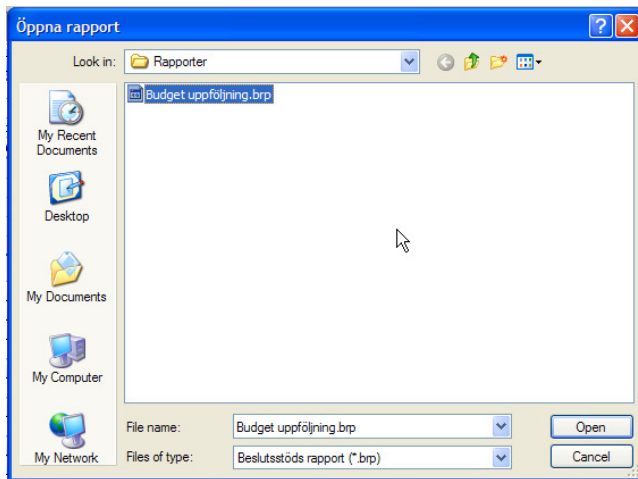 Öppna rapport
Look in:
Rapporter
Budget uppföljning.brp
My Recent
Documents
Desktop
My Documents
My Computer
My Network
File name:
Budget uppföljning.brp
Open
Files of type:
Beslutsstöds rapport (*.brp)
Cancel